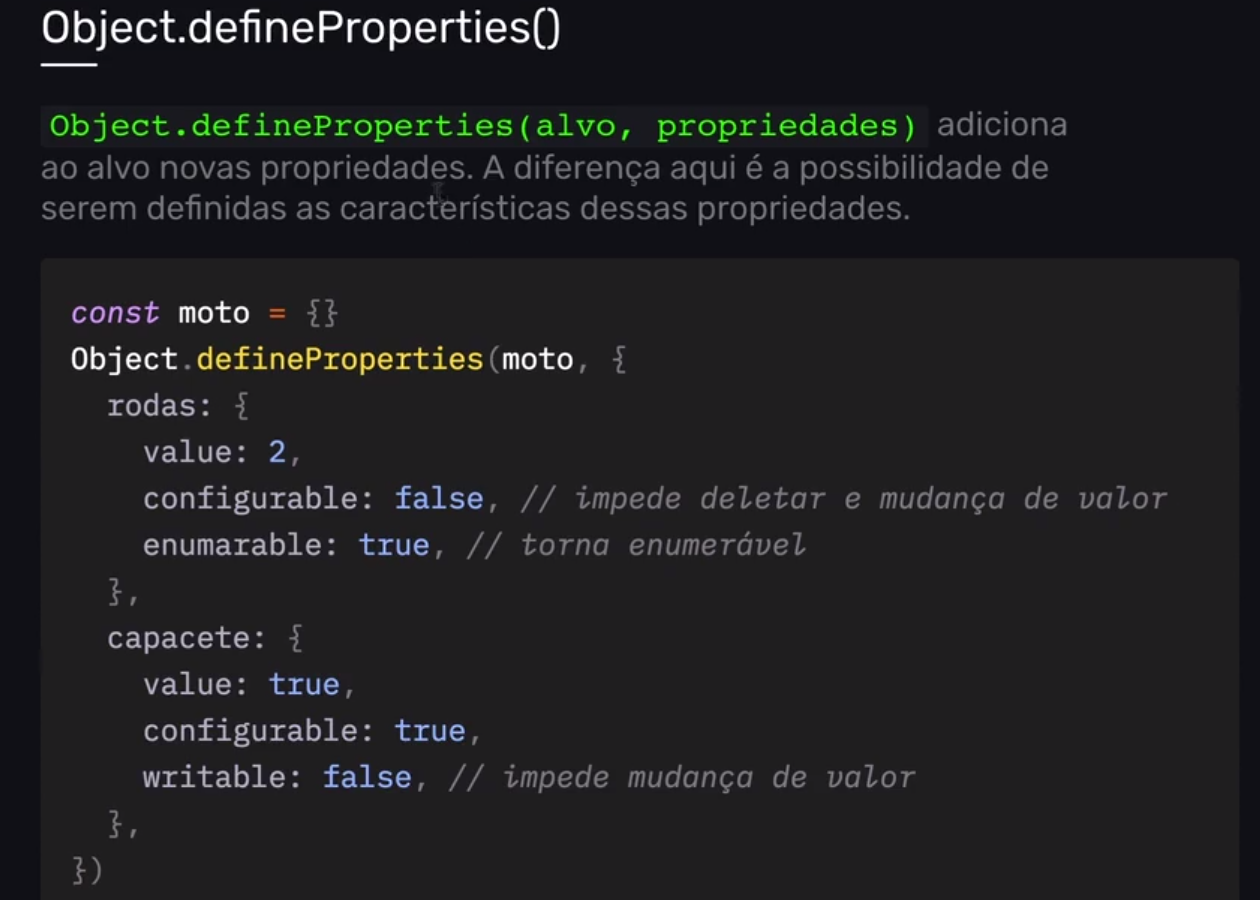 Object.defineProperties()
Object.defineProperties(alvo, propriedades) adiciona
ao alvo novas propriedades. A diferença aqui é a possibilidade de
serem definidas as características dessas propriedades.
const moto = {}
Object.defineProperties(moto, {
rodas: {
value: 2,
configurable: false, // impede deletar e mudança de valor
enumarable: true, // torna enumerável
},
capacete: {
value: true,
configurable: true,
writable: false, // impede mudança de valor
},
})